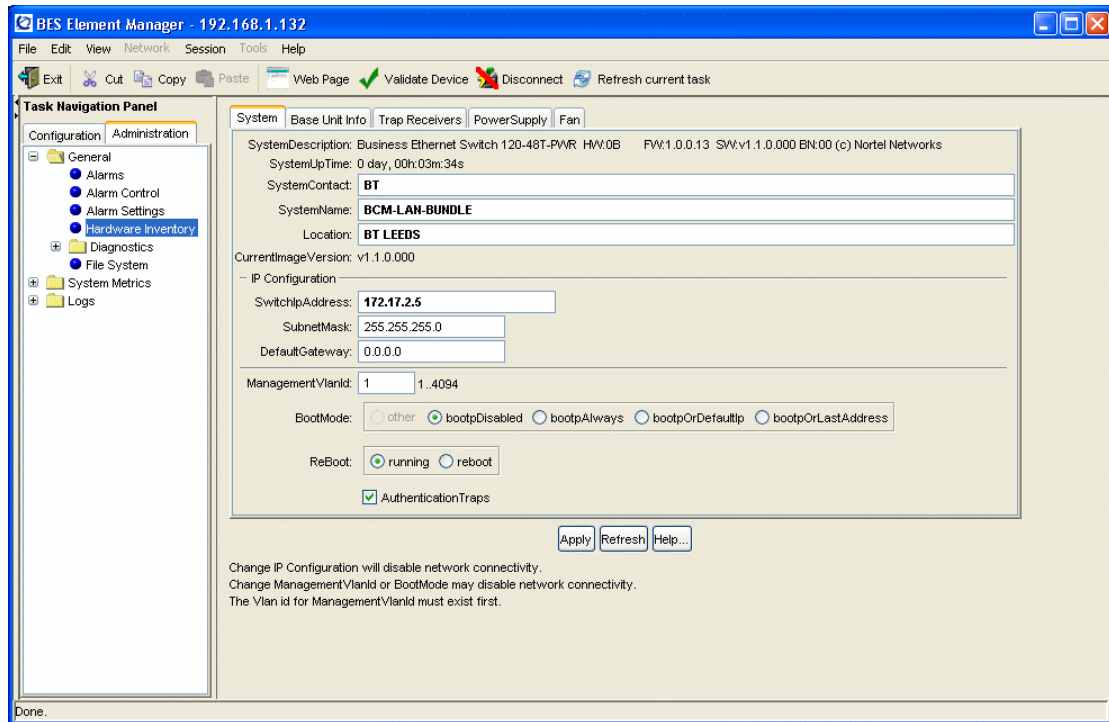 BES Element Manager - 192.168.1.132
File Edit View Network Session Tools Help
Exit Cut Copy Paste Web Page Validate Device Disconnect Refresh current task
Task Navigation Panel
Configuration Administration
General
Alarms
Alarm Control
Alarm Settings
Hardware Inventory
Diagnostics
File System
System Metrics
Logs
System Base Unit Info Trap Receivers PowerSupply Fan
SystemDescription: Business Ethernet Switch 120-48T-PWR HW:0B FW:1.0.0.13 SW:v1.1.0.000 BN:00 (c) Nortel Networks
SystemUpTime: 0 day, 00h:03m:34s
SystemContact: BT
SystemName: BCM-LAN-BUNDLE
Location: BT LEEDS
CurrentImageVersion: v1.1.0.000
IP Configuration
SwitchIpAddress: 172.17.2.5
SubnetMask: 255.255.255.0
DefaultGateway: 0.0.0.0
ManagementVlanId: 1 1..4094
BootMode: other bootpDisabled bootpAlways bootpOrDefaultIp bootpOrLastAddress
ReBoot: running reboot
AuthenticationTraps
Apply Refresh Help...
Change IP Configuration will disable network connectivity.
Change ManagementVlanId or BootMode may disable network connectivity.
The Vlan id for ManagementVlanId must exist first.
Done.